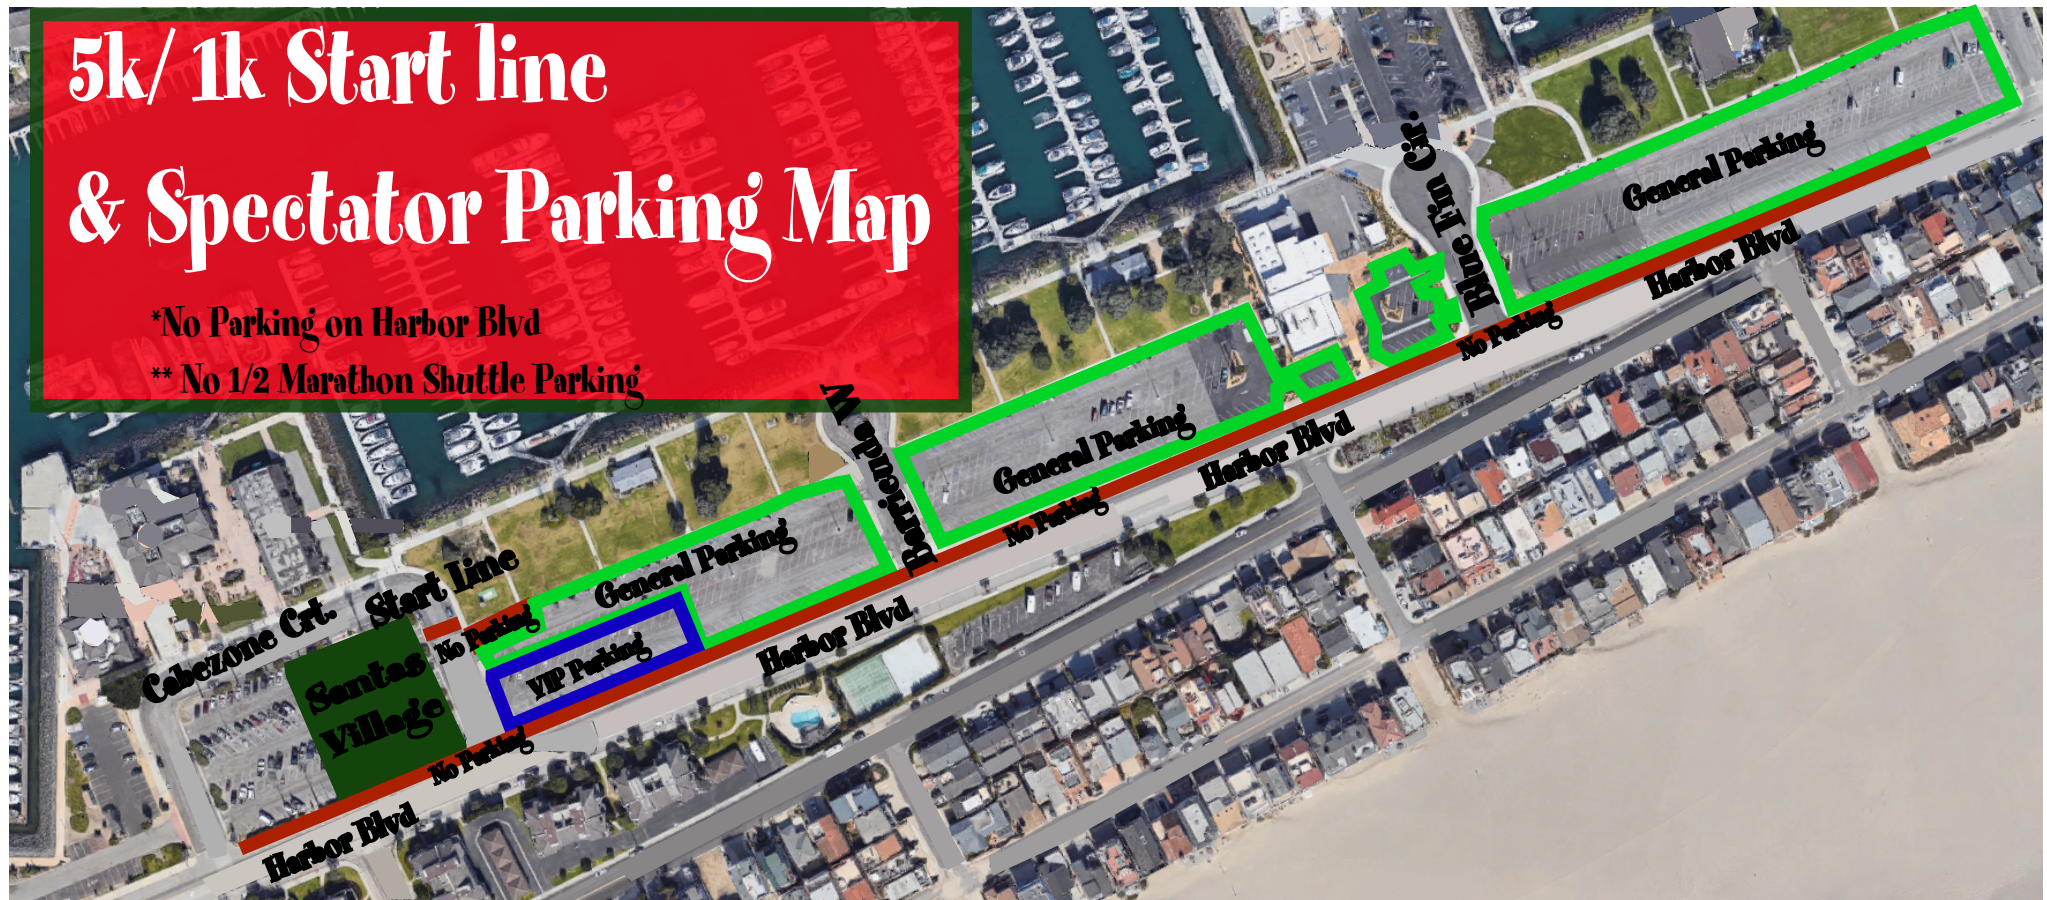 5k/ 1k Start line
& Spectator Parking Map
*No Parking on Harbor Blvd
** No 1/2 Marathon Shuttle Parking
Blue Fin Cir.
General Parking
Harbor Blvd
No Parking
Barricuda W
General Parking
Harbor Blvd
No Parking
General Parking
Harbor Blvd
Start Line
No Parking
VIP Parking
Cabezone Crt.
Santas
Village
No Parking
Harbor Blvd